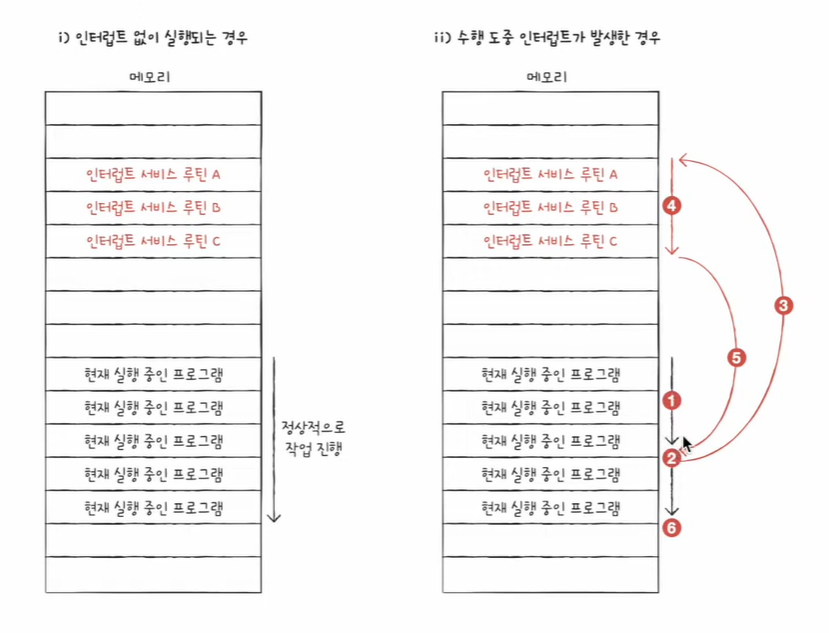 i) 인터럽트 없이 실행되는 경우
메모리
인터럽트 서비스 루틴 A
인터럽트 서비스 루틴 B
인터럽트 서비스 루틴 C
현재 실행 중인 프로그램
현재 실행 중인 프로그램
현재 실행 중인 프로그램
현재 실행 중인 프로그램
현재 실행 중인 프로그램
정상적으로
작업 진행
ii) 수행 도중 인터럽트가 발생한 경우
메모리
인터럽트 서비스 루틴 A
인터럽트 서비스 루틴 B
인터럽트 서비스 루틴 C
현재 실행 중인 프로그램
현재 실행 중인 프로그램
현재 실행 중인 프로그램
현재 실행 중인 프로그램
현재 실행 중인 프로그램
4
3
5
1
2
6